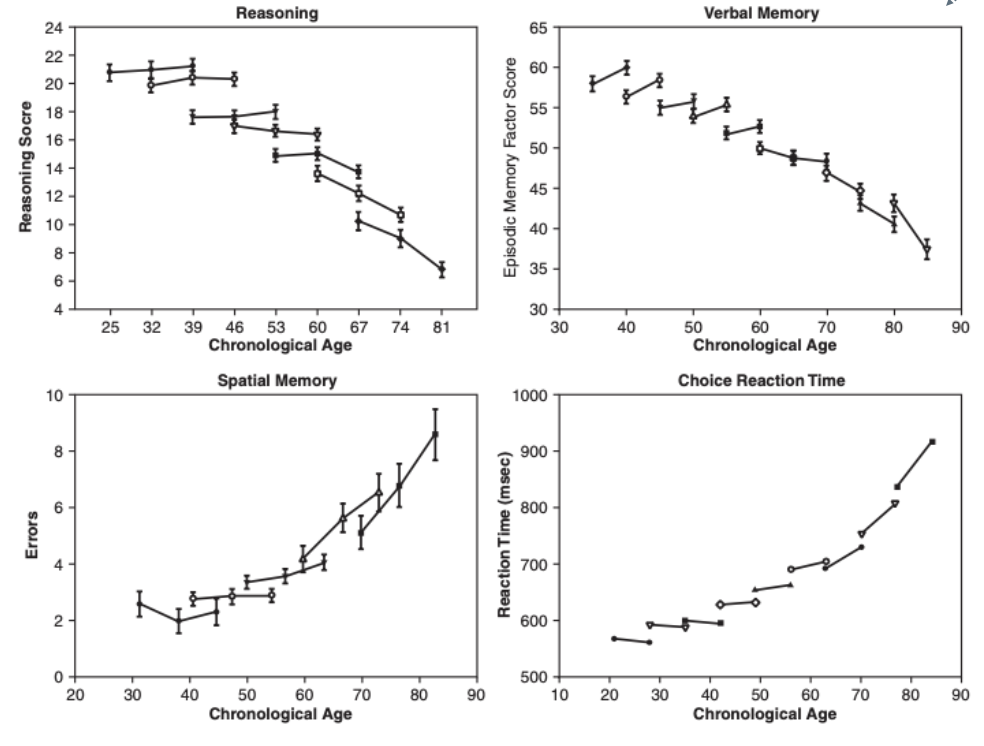 Reasoning
Reasoning Socre
24
22
20
18
16
14
12
10
8
6
4
25 32 39 46 53 60 67 74 81
Chronological Age
Verbal Memory
Episodic Memory Factor Score
65
60
55
50
45
40
35
30
30 40 50 60 70 80 90
Chronological Age
Spatial Memory
Errors
10
8
6
4
2
0
20 30 40 50 60 70 80 90
Chronological Age
Choice Reaction Time
Reaction Time (msec)
1000
900
800
700
600
500
10 20 30 40 50 60 70 80 90
Chronological Age